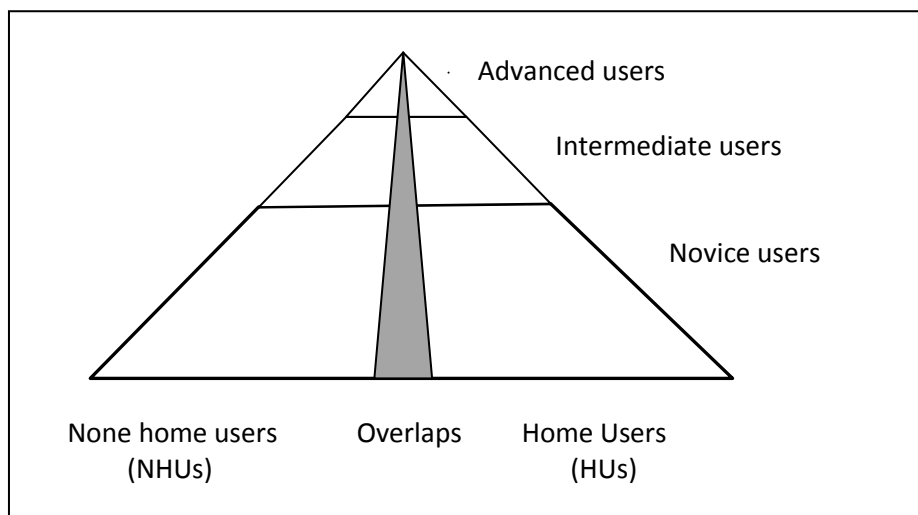 Advanced users
Intermediate users
Novice users
None home users
(NHUs)
Overlaps
Home Users
(HUs)